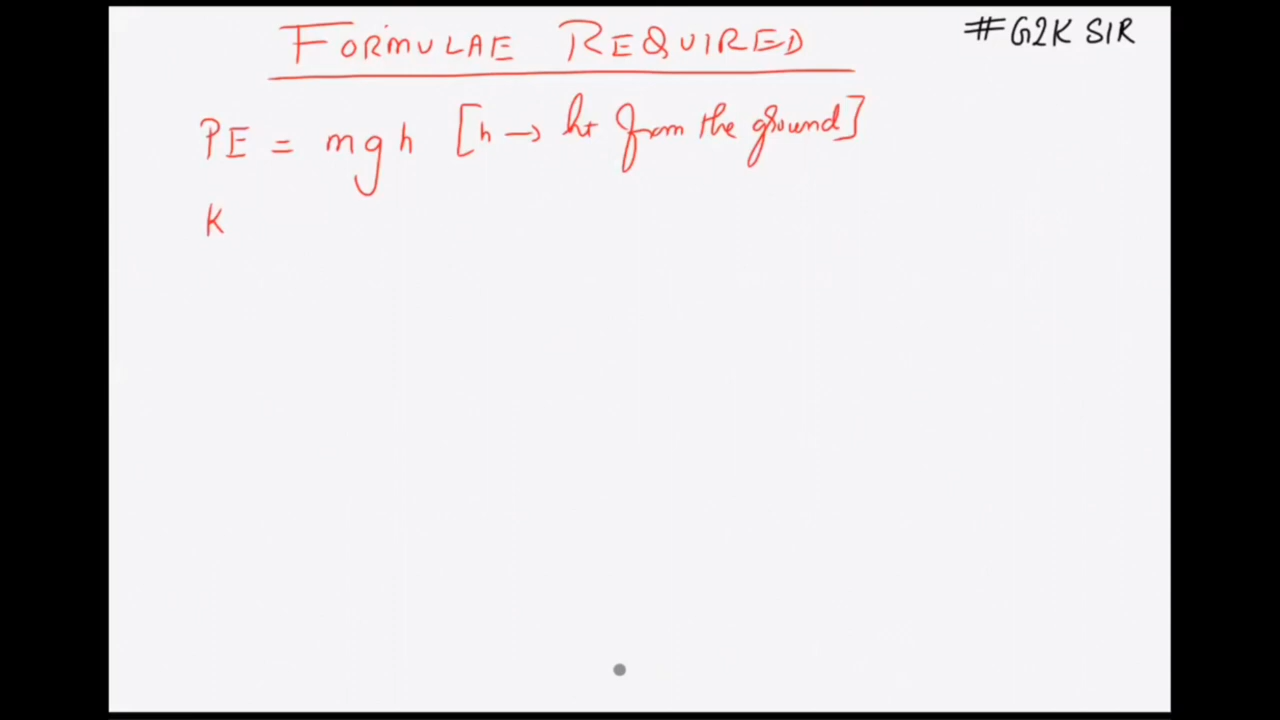 FORMULAE REQUIRED
#G2K SIR
PE = mgh [h → ht from the ground]
K